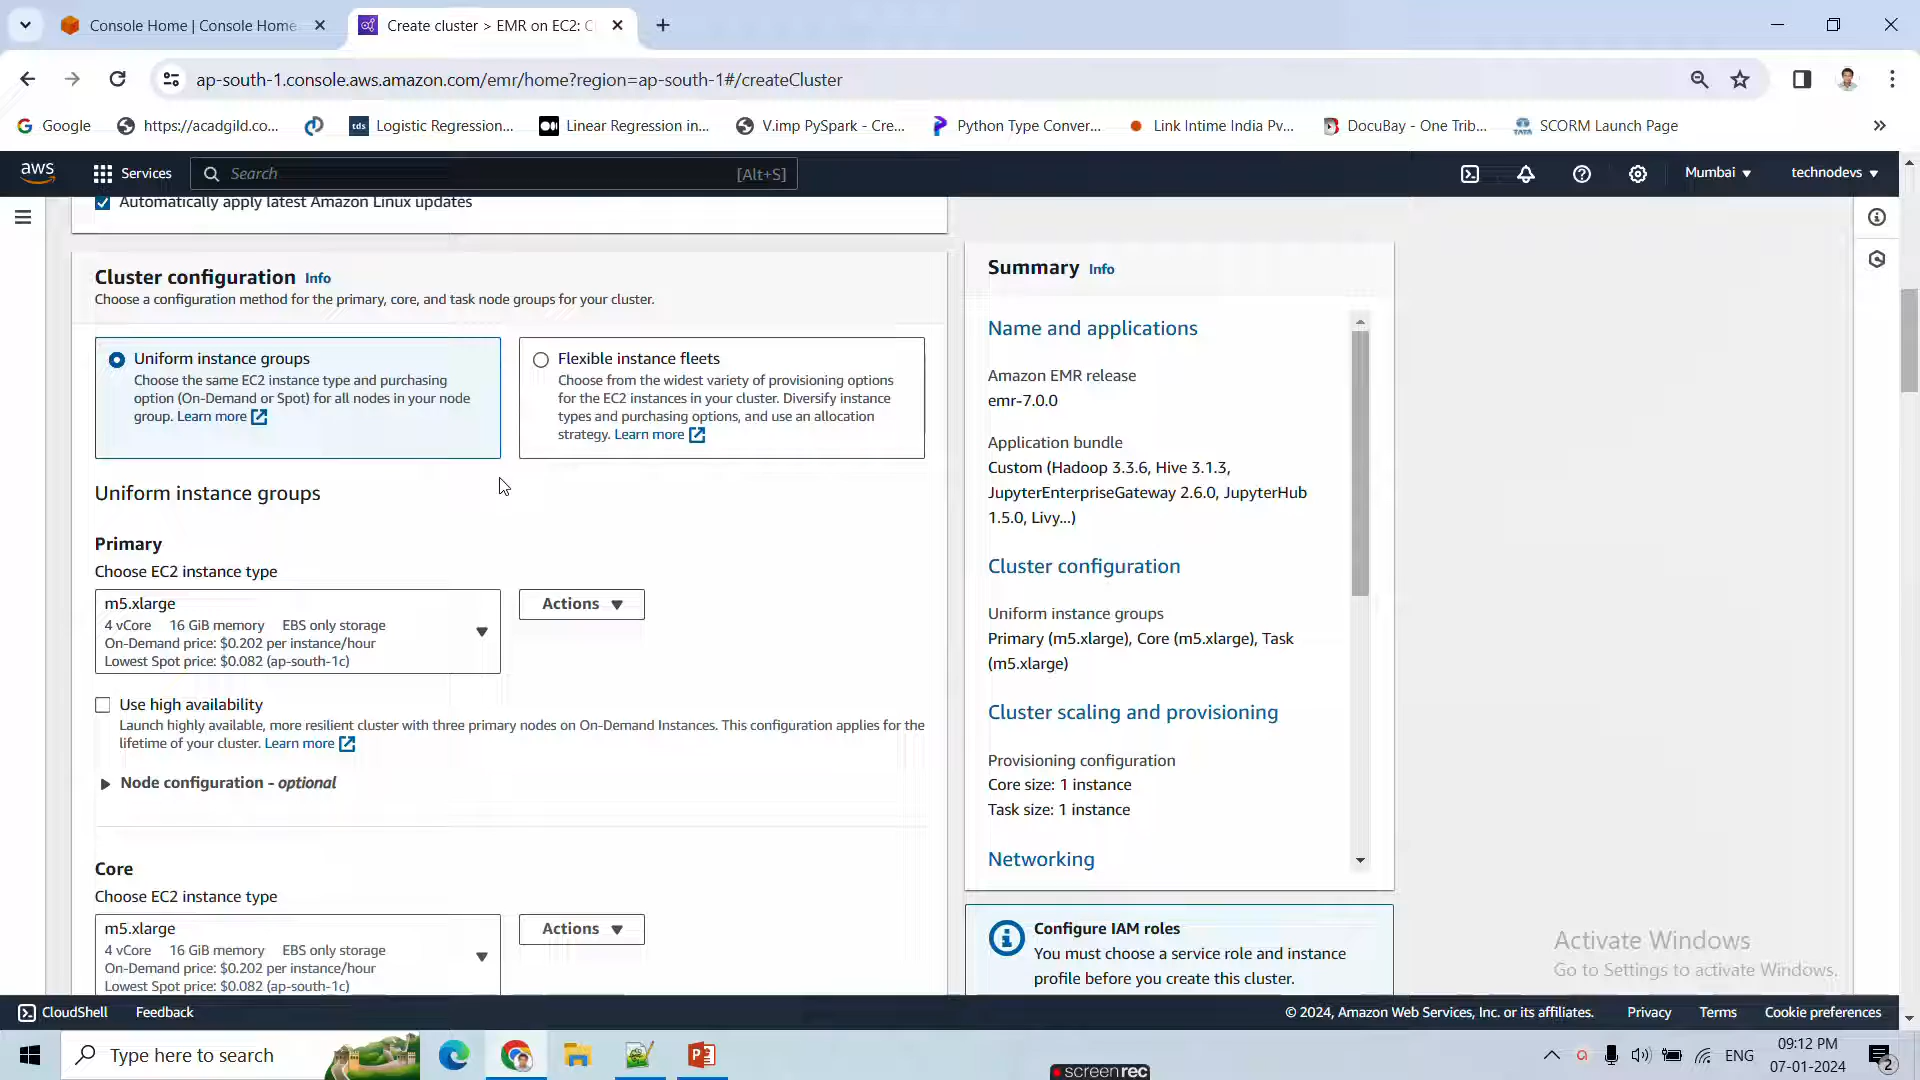 Console Home | Console Home
Create cluster > EMR on EC2: C
ap-south-1.console.aws.amazon.com/emr/home?region=ap-south-1#/createCluster
Google
https://acadgild.co...
tds
Logistic Regression...
Linear Regression in...
V.imp PySpark - Cre...
Python Type Conver...
Link Intime India Pv...
DocuBay - One Trib...
TATA
SCORM Launch Page
aws
Services
Search
[Alt+S]
Mumbai
technodevs
Automatically apply latest Amazon Linux updates
Cluster configuration Info
Choose a configuration method for the primary, core, and task node groups for your cluster.
Uniform instance groups
Choose the same EC2 instance type and purchasing
option (On-Demand or Spot) for all nodes in your node
group. Learn more
Flexible instance fleets
Choose from the widest variety of provisioning options
for the EC2 instances in your cluster. Diversify instance
types and purchasing options, and use an allocation
strategy. Learn more
Uniform instance groups
Primary
Choose EC2 instance type
m5.xlarge
4 vCore 16 GiB memory EBS only storage
On-Demand price: $0.202 per instance/hour
Lowest Spot price: $0.082 (ap-south-1c)
Actions
Use high availability
Launch highly available, more resilient cluster with three primary nodes on On-Demand Instances. This configuration applies for the
lifetime of your cluster. Learn more
Node configuration - optional
Core
Choose EC2 instance type
m5.xlarge
4 vCore 16 GiB memory EBS only storage
On-Demand price: $0.202 per instance/hour
Lowest Spot price: $0.082 (ap-south-1c)
Actions
Summary Info
Name and applications
Amazon EMR release
emr-7.0.0
Application bundle
Custom (Hadoop 3.3.6, Hive 3.1.3,
JupyterEnterpriseGateway 2.6.0, JupyterHub
1.5.0, Livy...)
Cluster configuration
Uniform instance groups
Primary (m5.xlarge), Core (m5.xlarge), Task
(m5.xlarge)
Cluster scaling and provisioning
Provisioning configuration
Core size: 1 instance
Task size: 1 instance
Networking
Configure IAM roles
You must choose a service role and instance
profile before you create this cluster.
Activate Windows
Go to Settings to activate Windows.
CloudShell
Feedback
© 2024, Amazon Web Services, Inc. or its affiliates.
Privacy
Terms
Cookie preferences
Type here to search
screenrec
ENG
09:12 PM
07-01-2024
2